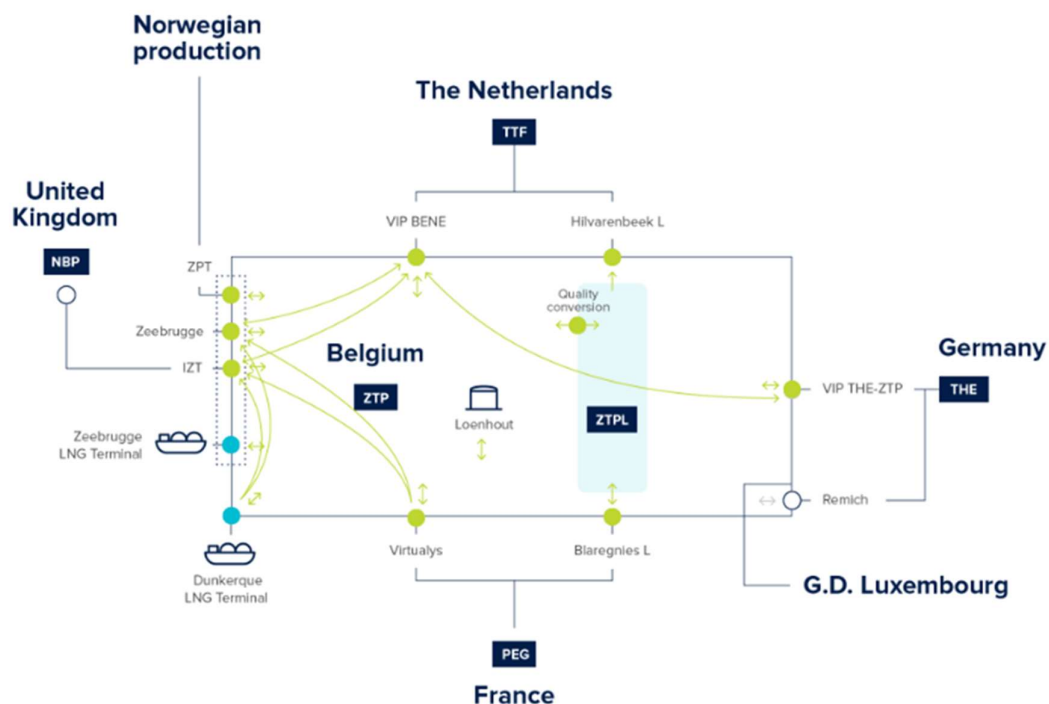 Norwegian
production
The Netherlands
TTF
United
Kingdom
NBP
VIP BENE
Hilvarenbeek L
ZPT
Quality
conversion
Zeebrugge
Belgium
ZTP
IZT
Loenhout
ZTPL
Germany
VIP THE-ZTP
THE
Zeebrugge
LNG Terminal
Remich
Virtualys
Blaregnies L
Dunkerque
LNG Terminal
G.D. Luxembourg
PEG
France